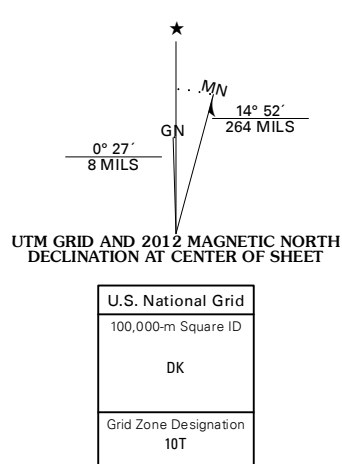 MN
14° 52´
264 MILS
GN
0° 27´
8 MILS
UTM GRID AND 2012 MAGNETIC NORTH
DECLINATION AT CENTER OF SHEET
U.S. National Grid
100,000-m Square ID
DK
Grid Zone Designation
10T